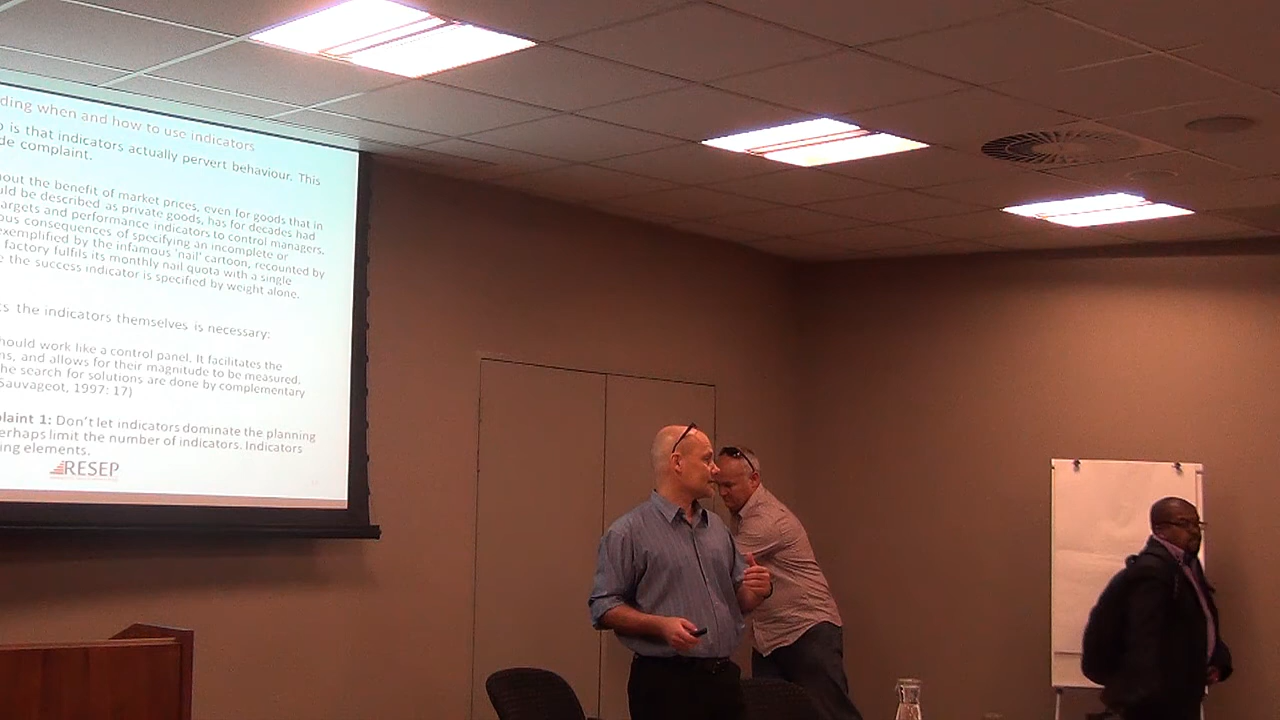 ding when and how to use indicators
is that indicators actually pervert behaviour. This
de complaint.
out the benefit of market prices, even for goods that in
uld be described as private goods, has for decades had
argets and performance indicators to control managers.
ous consequences of specifying an incomplete or
exemplified by the infamous 'nail' cartoon, recounted by
factory fulfils its monthly nail quota with a single
e the success indicator is specified by weight alone.
s the indicators themselves is necessary:
hould work like a control panel. It facilitates the
ns, and allows for their magnitude to be measured.
he search for solutions are done by complementary
Sauvageot, 1997: 17)
laint 1: Don't let indicators dominate the planning
erhaps limit the number of indicators. Indicators
ing elements.
RESEP